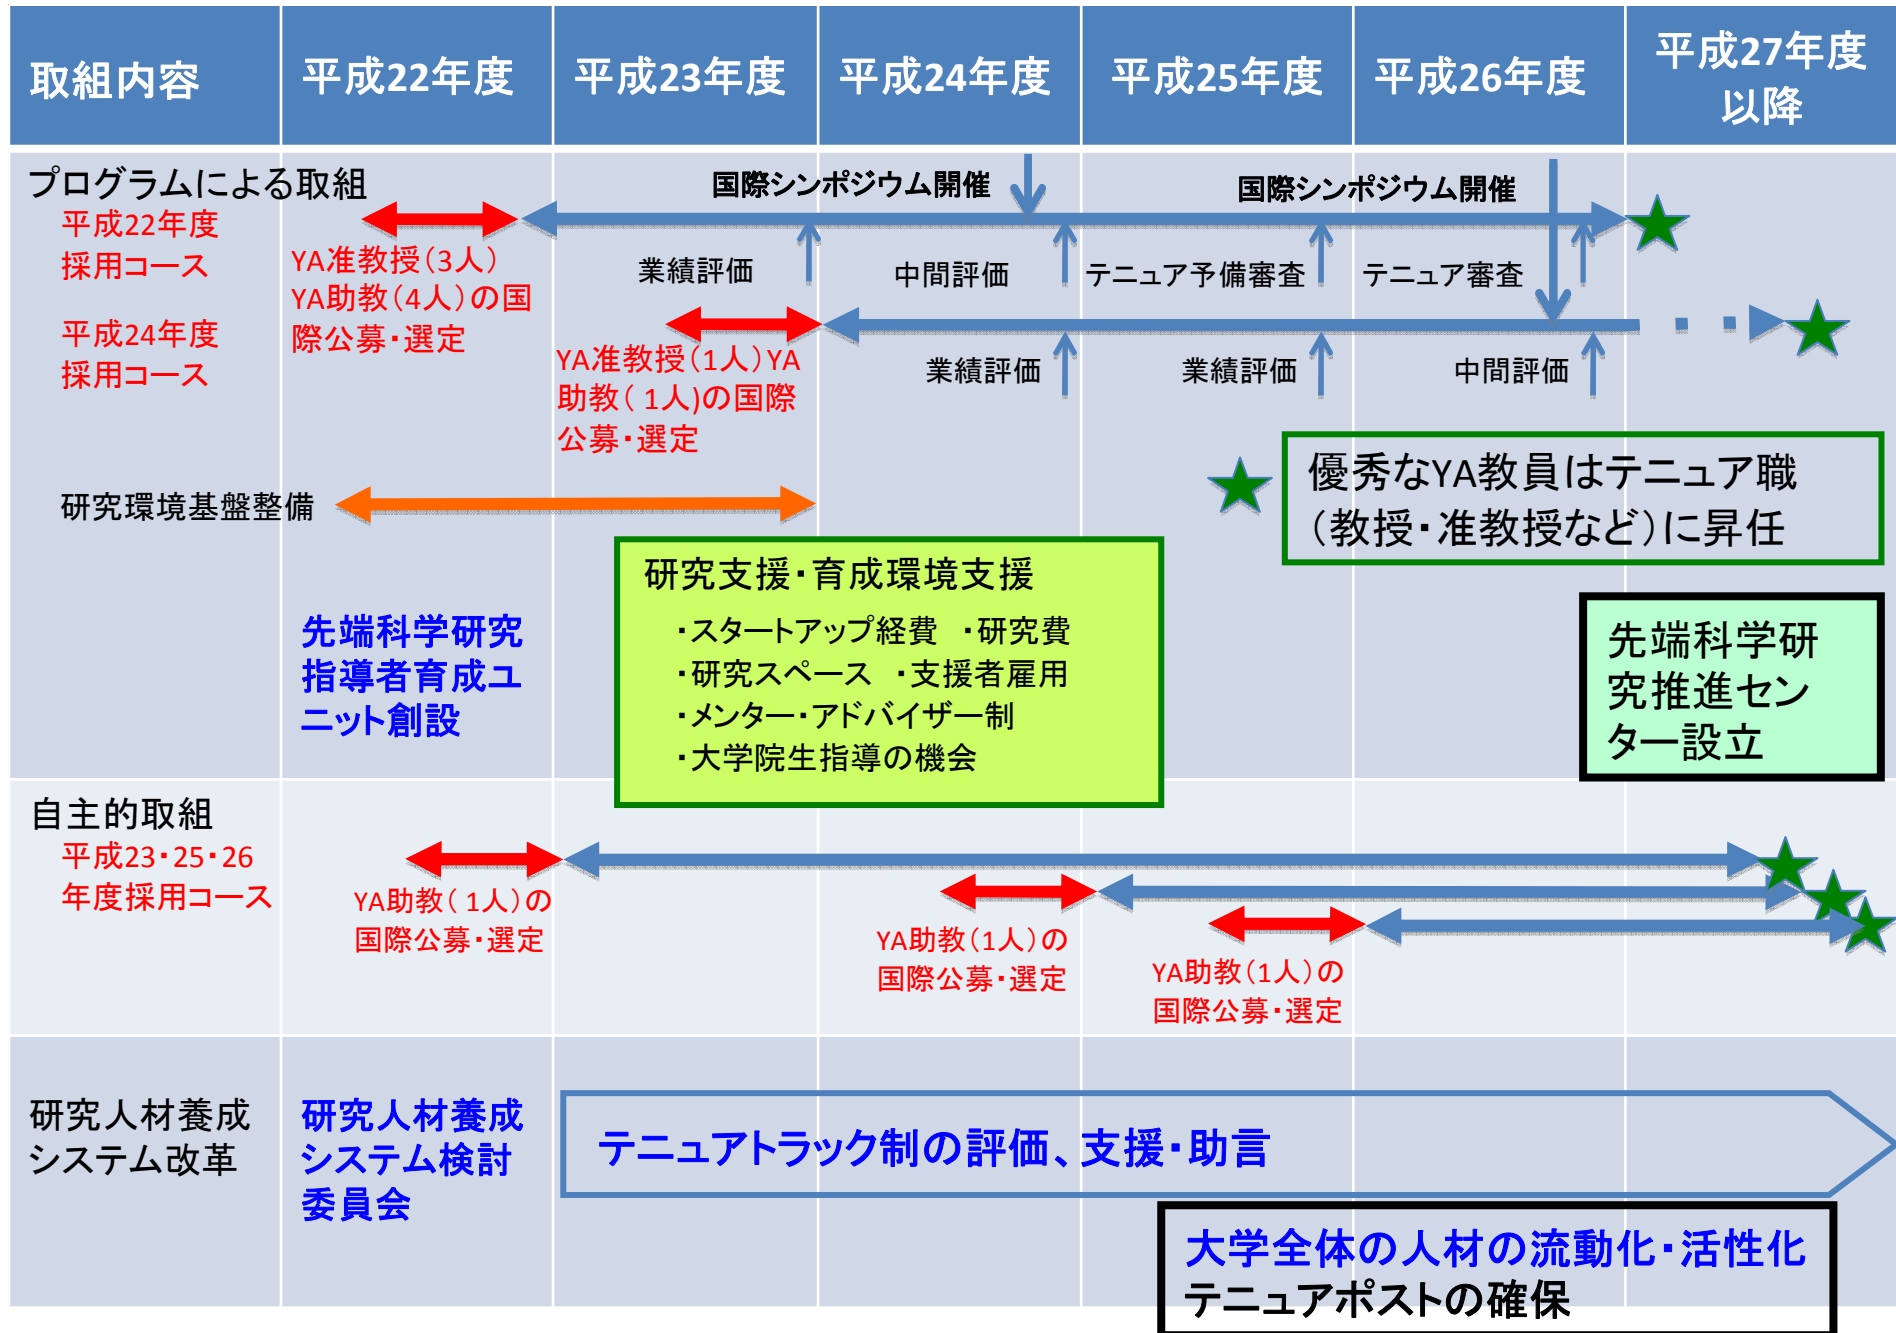 取組内容
平成22年度
平成23年度
平成24年度
平成25年度
平成26年度
平成27年度
以降
プログラムによる取組
平成22年度
採用コース
平成24年度
採用コース
YA准教授(3人)
YA助教(4人)の国
際公募・選定
国際シンポジウム開催
国際シンポジウム開催
業績評価
中間評価
テニュア予備審査
テニュア審査
YA准教授(1人)YA
助教( 1人)の国際
公募・選定
業績評価
業績評価
中間評価
研究環境基盤整備
優秀なYA教員はテニュア職
(教授・准教授など)に昇任
先端科学研究
指導者育成ユ
ニット創設
研究支援・育成環境支援
・スタートアップ経費 ・研究費
・研究スペース ・支援者雇用
・メンター・アドバイザー制
・大学院生指導の機会
先端科学研
究推進セン
ター設立
自主的取組
平成23・25・26
年度採用コース
YA助教( 1人)の
国際公募・選定
YA助教(1人)の
国際公募・選定
YA助教(1人)の
国際公募・選定
研究人材養成
システム改革
研究人材養成
システム検討
委員会
テニュアトラック制の評価、支援・助言
大学全体の人材の流動化・活性化
テニュアポストの確保